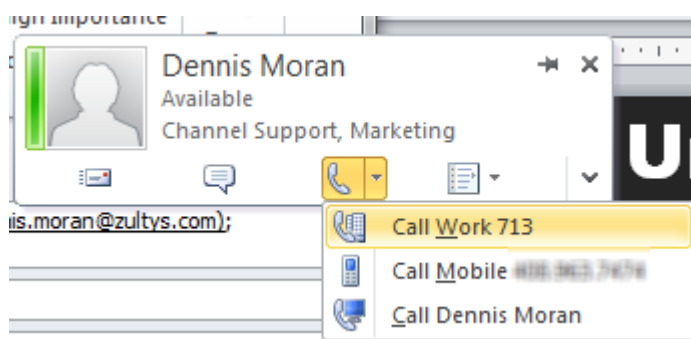 Importance
Dennis Moran
Available
Channel Support, Marketing
is.moran@zultys.com);
Call Work 713
Call Mobile
Call Dennis Moran